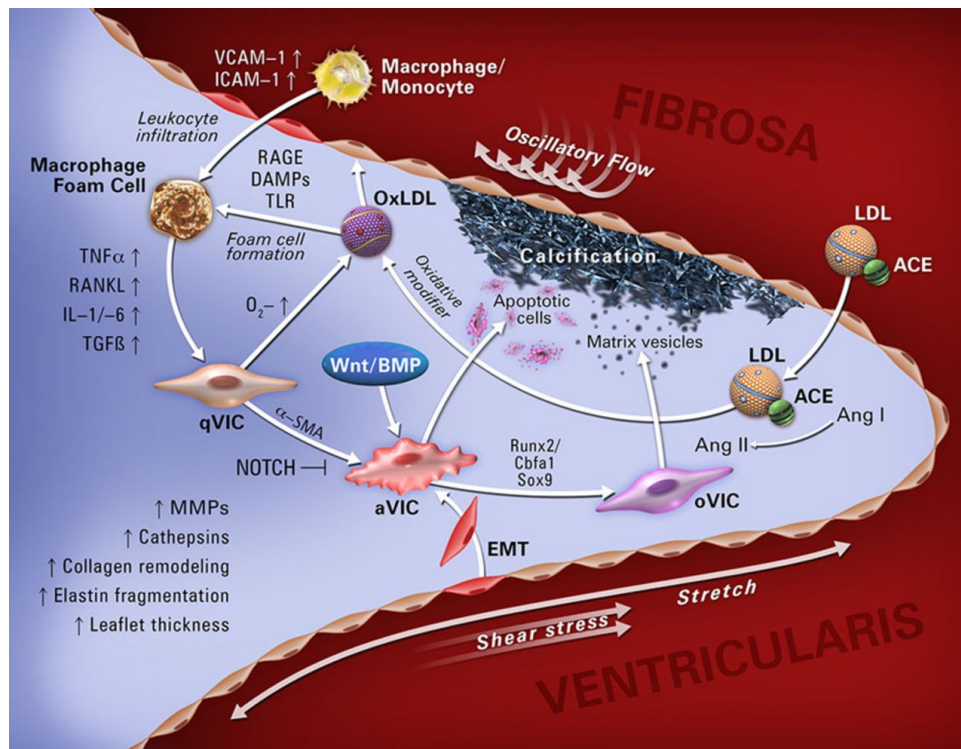 VCAM–1 ↑
ICAM–1 ↑
Macrophage/
Monocyte
FIBROSA
Leukocyte
infiltration
Oscillatory Flow
Macrophage
Foam Cell
RAGE
DAMPs
TLR
OxLDL
LDL
ACE
Foam cell
formation
Calcification
TNFα ↑
RANKL ↑
IL–1/–6 ↑
TGFß ↑
O₂– ↑
Oxidative
modifier
Apoptotic
cells
Matrix vesicles
Wnt/BMP
LDL
ACE
Ang I
Ang II
qVIC
α–SMA
NOTCH
Runx2/
Cbfa1
Sox9
aVIC
oVIC
EMT
↑ MMPs
↑ Cathepsins
↑ Collagen remodeling
↑ Elastin fragmentation
↑ Leaflet thickness
Stretch
Shear stress
VENTRICULARIS